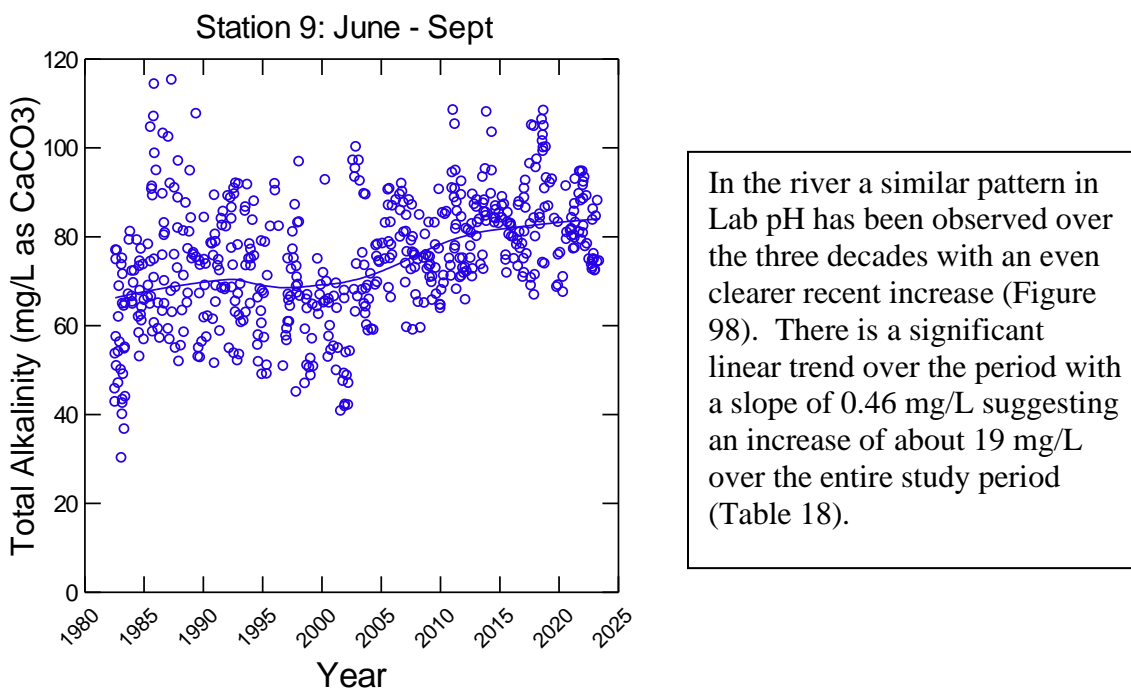 Station 9: June - Sept
Total Alkalinity (mg/L as CaCO3)
120
100
80
60
40
20
0
1980
1985
1990
1995
2000
2005
2010
2015
2020
2025
Year
In the river a similar pattern in
Lab pH has been observed over
the three decades with an even
clearer recent increase (Figure
98).  There is a significant
linear trend over the period with
a slope of 0.46 mg/L suggesting
an increase of about 19 mg/L
over the entire study period
(Table 18).